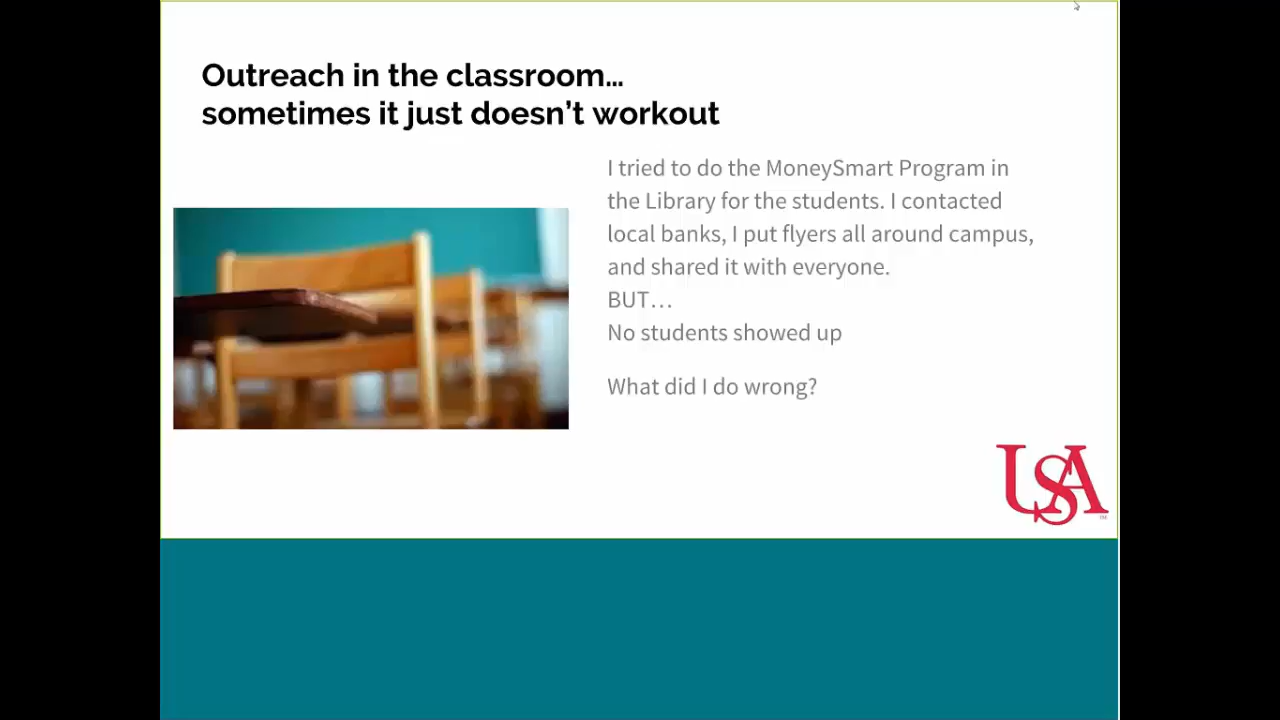 Outreach in the classroom…
sometimes it just doesn’t workout
I tried to do the MoneySmart Program in
the Library for the students. I contacted
local banks, I put flyers all around campus,
and shared it with everyone.
BUT…
No students showed up
What did I do wrong?
USA
TM